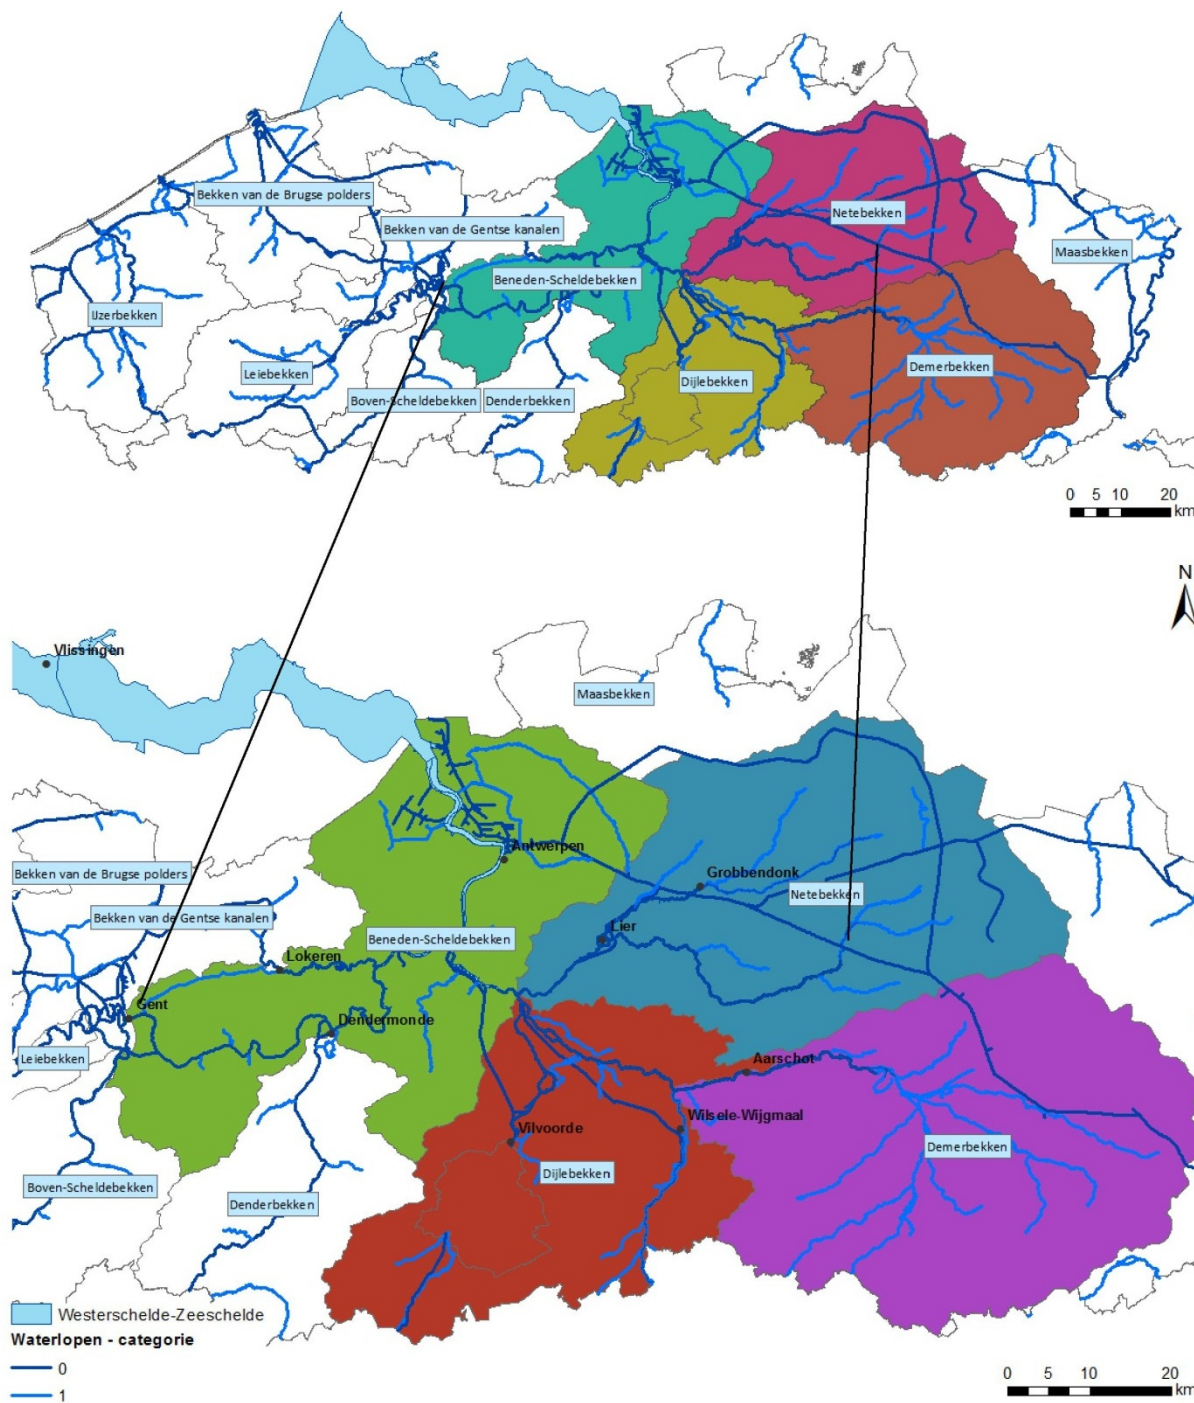 Bekken van de Brugse polders
Netebekken
Bekken van de Gentse kanalen
Maasbekken
Beneden-Scheldebekken
IJzerbekken
Demerbekken
Leiebekken
Dijlebekken
Boven-Scheldebekken
Denderbekken
0 5 10 20
km
N
Vlissingen
Maasbekken
Antwerpen
Bekken van de Brugse polders
Grobbendonk
Netebekken
Bekken van de Gentse kanalen
Lier
Beneden-Scheldebekken
Lokeren
Gent
Dendermonde
Leiebekken
Aarschot
Wilsele-Wijgmaal
Vilvoorde
Demerbekken
Dijlebekken
Boven-Scheldebekken
Denderbekken
Westerschelde-Zeeschelde
Waterlopen - categorie
0
1
0 5 10 20
km